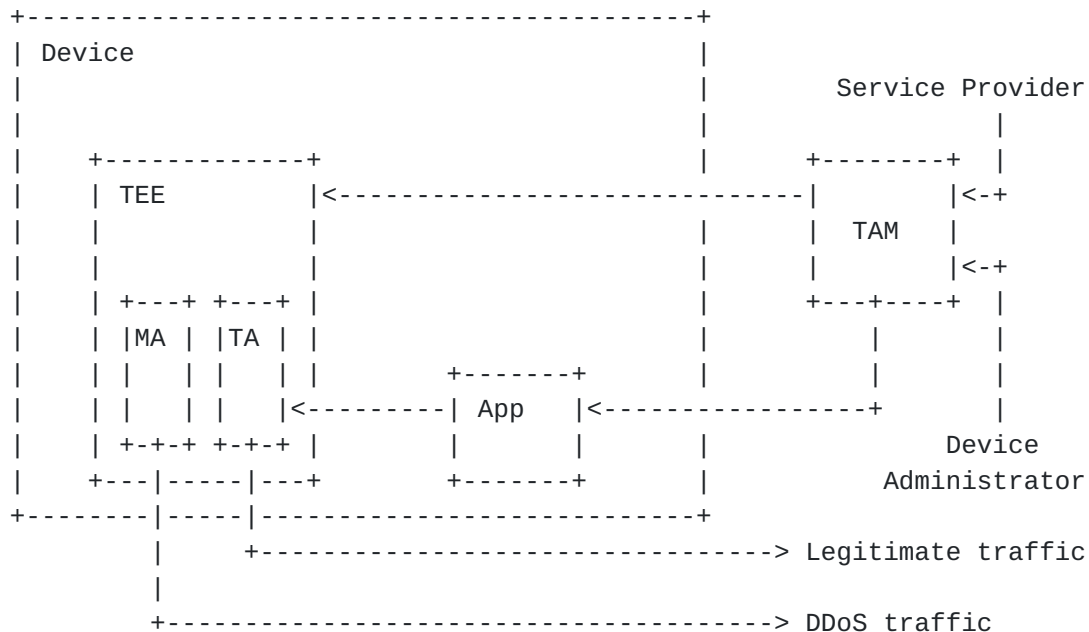 Device
Service Provider
TEE
TAM
MA TA
App
Device
Administrator
Legitimate traffic
DDoS traffic